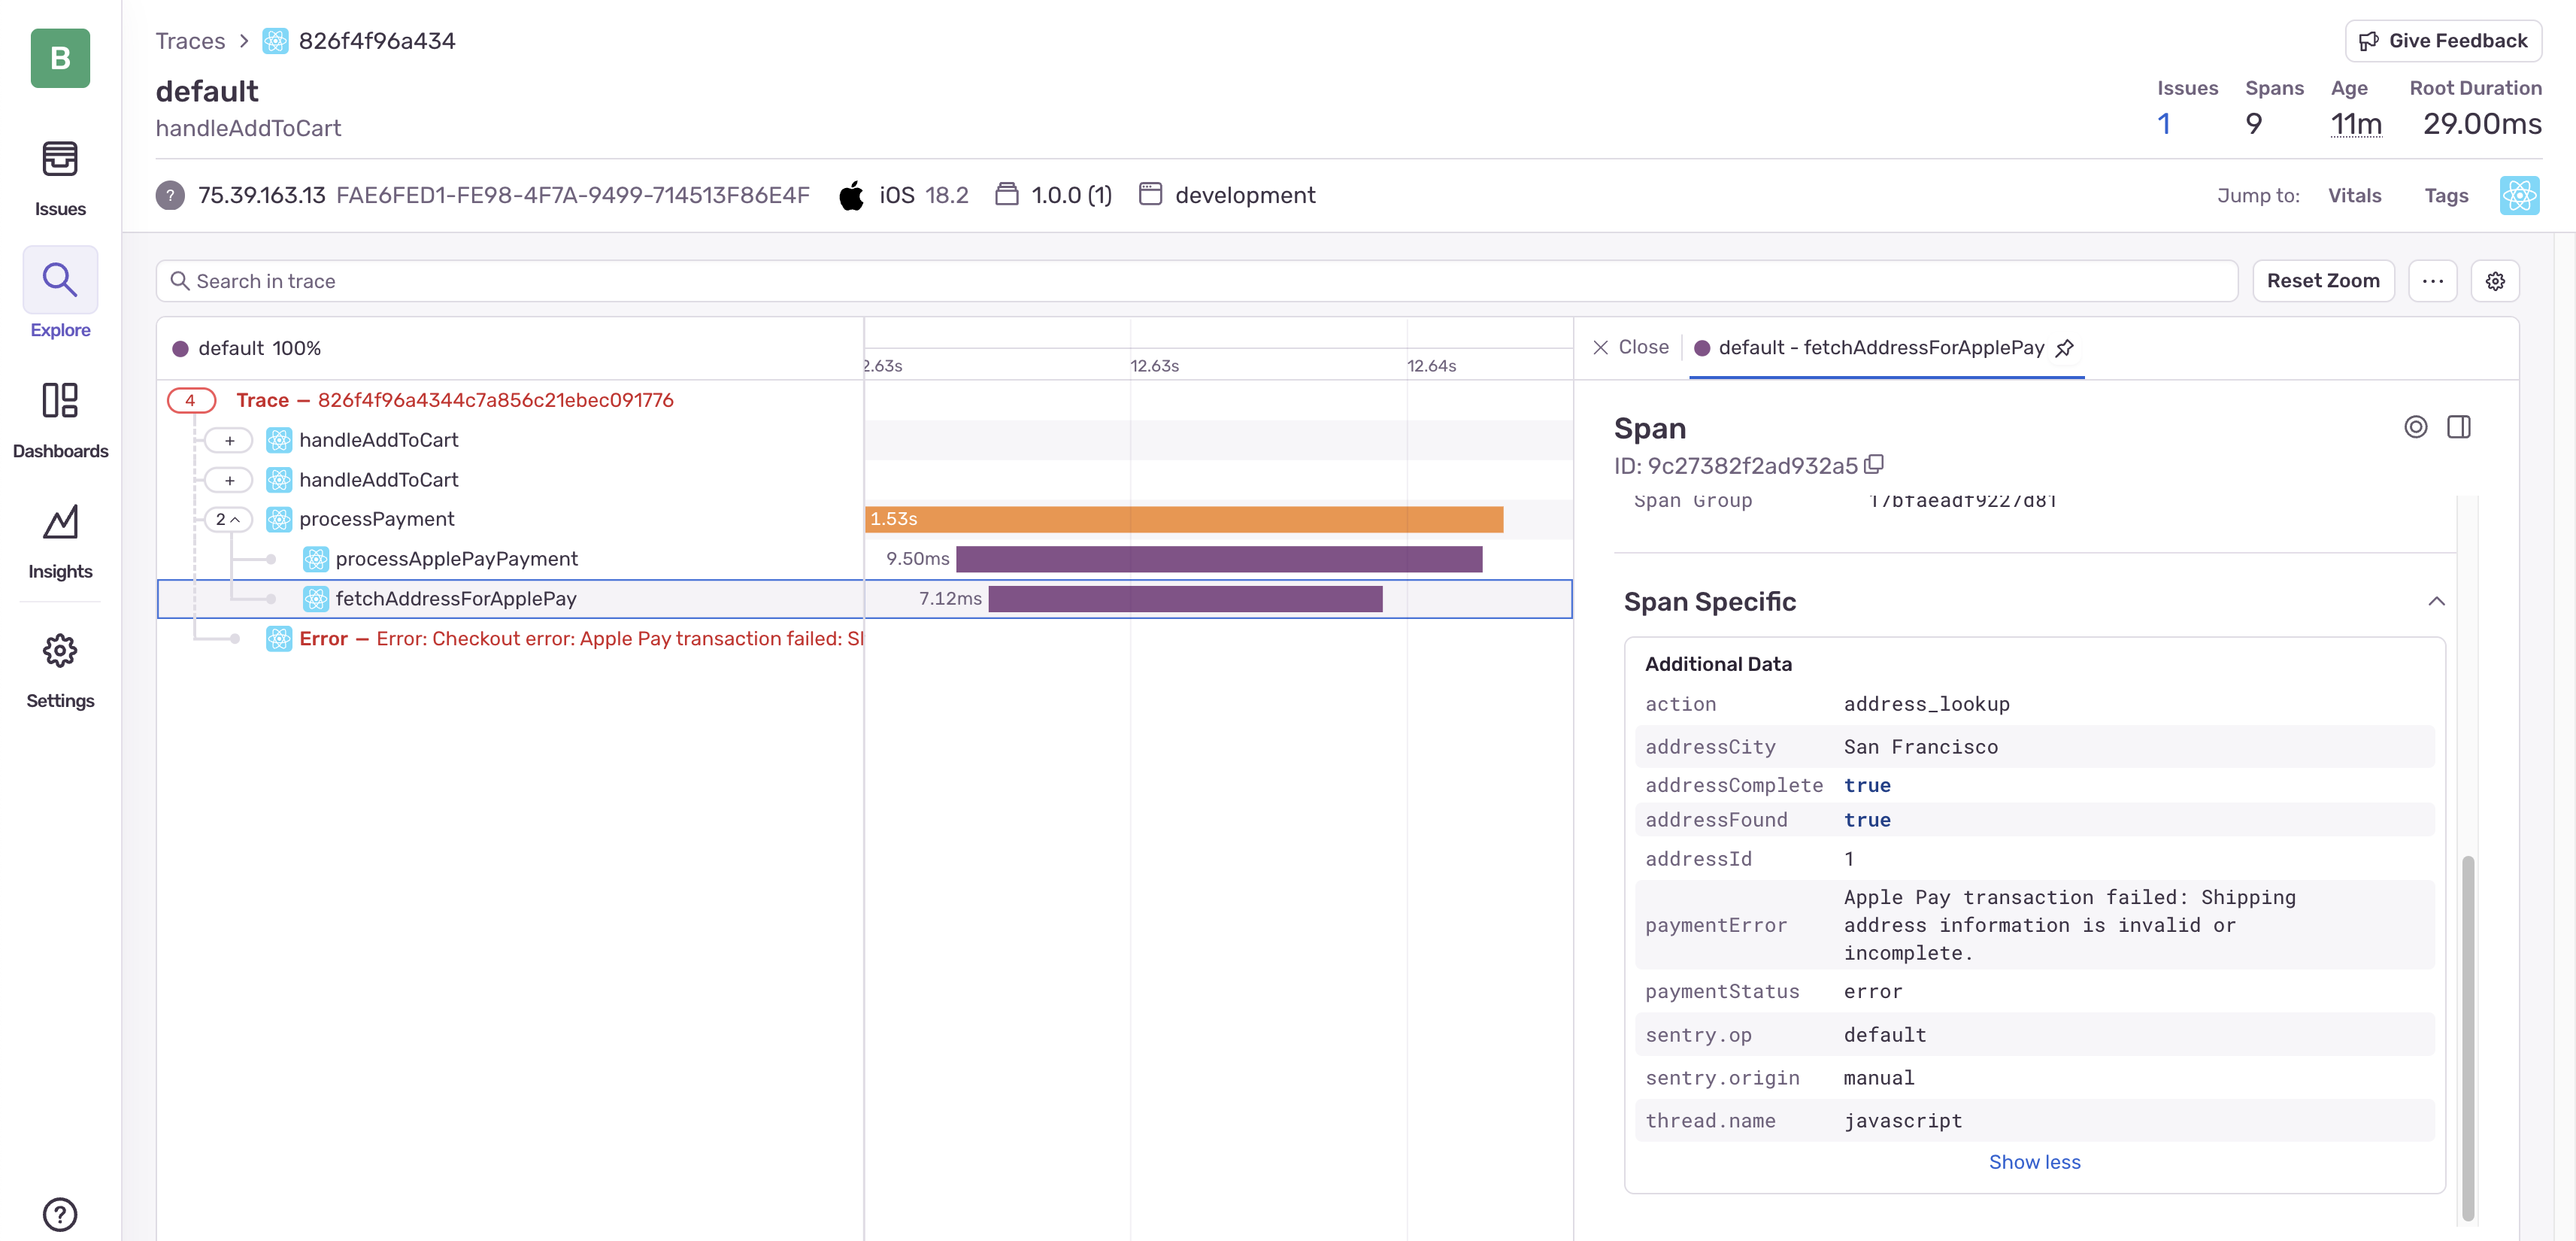 B
Issues
Explore
Dashboards
Insights
Settings
?
Traces > 826f4f96a434
Give Feedback
default
handleAddToCart
Issues Spans Age Root Duration
1 9 11m 29.00ms
? 75.39.163.13 FAE6FED1-FE98-4F7A-9499-714513F86E4F iOS 18.2 1.0.0 (1) development
Jump to: Vitals Tags
Search in trace
Reset Zoom
default 100%
2.63s 12.63s 12.64s
4 Trace — 826f4f96a4344c7a856c21ebec091776
+ handleAddToCart
+ handleAddToCart
2 processPayment 1.53s
processApplePayPayment 9.50ms
fetchAddressForApplePay 7.12ms
Error — Error: Checkout error: Apple Pay transaction failed:
Close default - fetchAddressForApplePay
Span
ID: 9c27382f2ad932a5
Span Group 17bfaeadf9227d81
Span Specific
Additional Data
action address_lookup
addressCity San Francisco
addressComplete true
addressFound true
addressId 1
paymentError Apple Pay transaction failed: Shipping
address information is invalid or
incomplete.
paymentStatus error
sentry.op default
sentry.origin manual
thread.name javascript
Show less